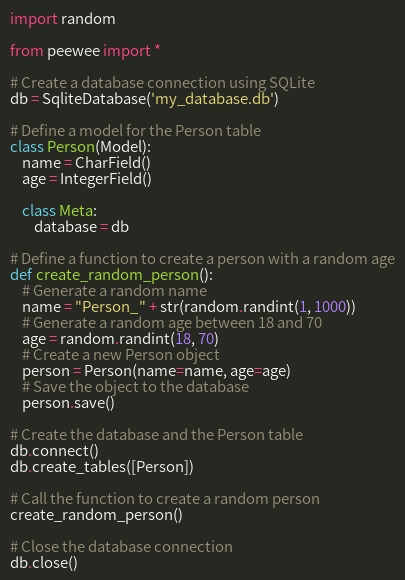 import random

from peewee import *

# Create a database connection using SQLite
db = SqliteDatabase('my_database.db')

# Define a model for the Person table
class Person(Model):
    name = CharField()
    age = IntegerField()

    class Meta:
        database = db

# Define a function to create a person with a random age
def create_random_person():
    # Generate a random name
    name = "Person_" + str(random.randint(1, 1000))
    # Generate a random age between 18 and 70
    age = random.randint(18, 70)
    # Create a new Person object
    person = Person(name=name, age=age)
    # Save the object to the database
    person.save()

# Create the database and the Person table
db.connect()
db.create_tables([Person])

# Call the function to create a random person
create_random_person()

# Close the database connection
db.close()